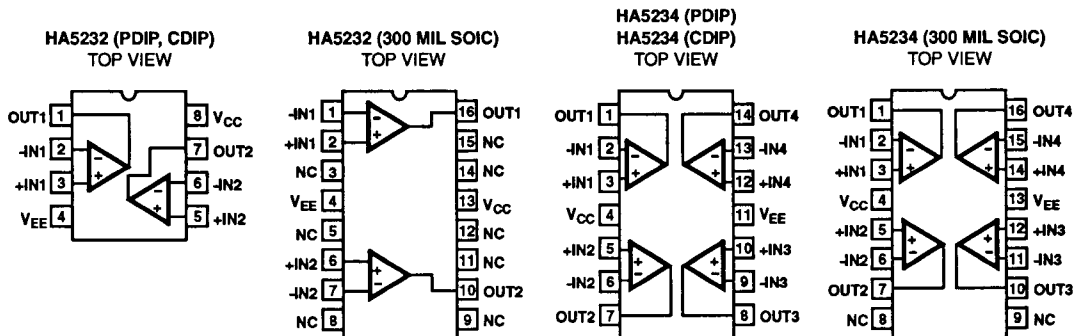 HA5232 (PDIP, CDIP)
TOP VIEW
OUT1 1
-IN1 2
+IN1 3
VEE 4
8 VCC
7 OUT2
6 -IN2
5 +IN2
- +
- +
HA5232 (300 MIL SOIC)
TOP VIEW
-IN1 1
+IN1 2
NC 3
VEE 4
NC 5
+IN2 6
-IN2 7
NC 8
16 OUT1
15 NC
14 NC
13 VCC
12 NC
11 NC
10 OUT2
9 NC
- +
+ -
HA5234 (PDIP)
HA5234 (CDIP)
TOP VIEW
OUT1 1
-IN1 2
+IN1 3
VCC 4
+IN2 5
-IN2 6
OUT2 7
14 OUT4
13 -IN4
12 +IN4
11 VEE
10 +IN3
9 -IN3
8 OUT3
- +
- +
+ -
+ -
HA5234 (300 MIL SOIC)
TOP VIEW
OUT1 1
-IN1 2
+IN1 3
VCC 4
+IN2 5
-IN2 6
OUT2 7
NC 8
16 OUT4
15 -IN4
14 +IN4
13 VEE
12 +IN3
11 -IN3
10 OUT3
9 NC
- +
- +
+ -
+ -